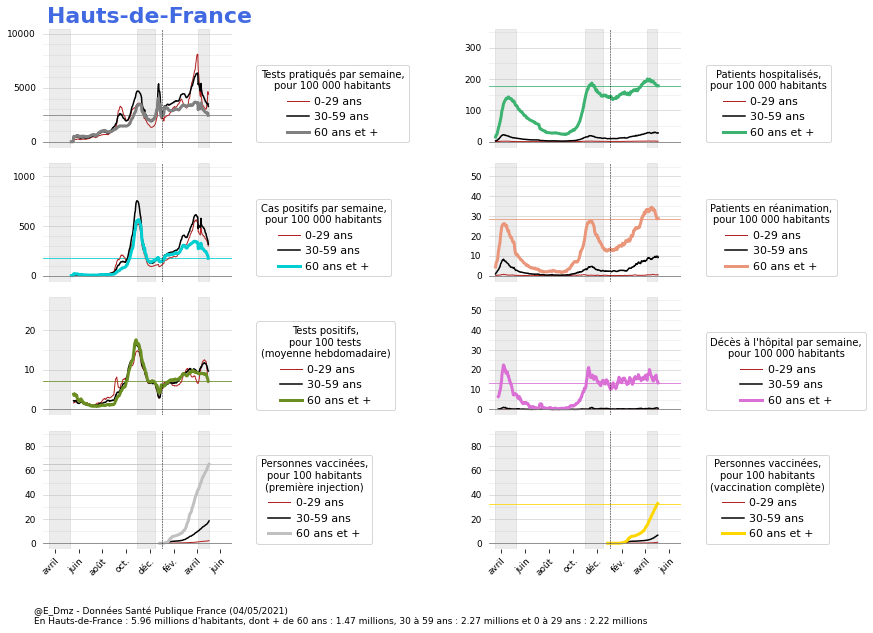 Hauts-de-France
10000
5000
0
Tests pratiqués par semaine,
pour 100 000 habitants
0-29 ans
30-59 ans
60 ans et +
300
200
100
0
Patients hospitalisés,
pour 100 000 habitants
0-29 ans
30-59 ans
60 ans et +
1000
500
0
Cas positifs par semaine,
pour 100 000 habitants
0-29 ans
30-59 ans
60 ans et +
50
40
30
20
10
0
Patients en réanimation,
pour 100 000 habitants
0-29 ans
30-59 ans
60 ans et +
20
10
0
Tests positifs,
pour 100 tests
(moyenne hebdomadaire)
0-29 ans
30-59 ans
60 ans et +
50
40
30
20
10
0
Décès à l'hôpital par semaine,
pour 100 000 habitants
0-29 ans
30-59 ans
60 ans et +
80
60
40
20
0
avril
juin
août
oct.
déc.
fév.
avril
juin
Personnes vaccinées,
pour 100 habitants
(première injection)
0-29 ans
30-59 ans
60 ans et +
80
60
40
20
0
avril
juin
août
oct.
déc.
fév.
avril
juin
Personnes vaccinées,
pour 100 habitants
(vaccination complète)
0-29 ans
30-59 ans
60 ans et +
@E_Dmz - Données Santé Publique France (04/05/2021)
En Hauts-de-France : 5.96 millions d'habitants, dont + de 60 ans : 1.47 millions, 30 à 59 ans : 2.27 millions et 0 à 29 ans : 2.22 millions